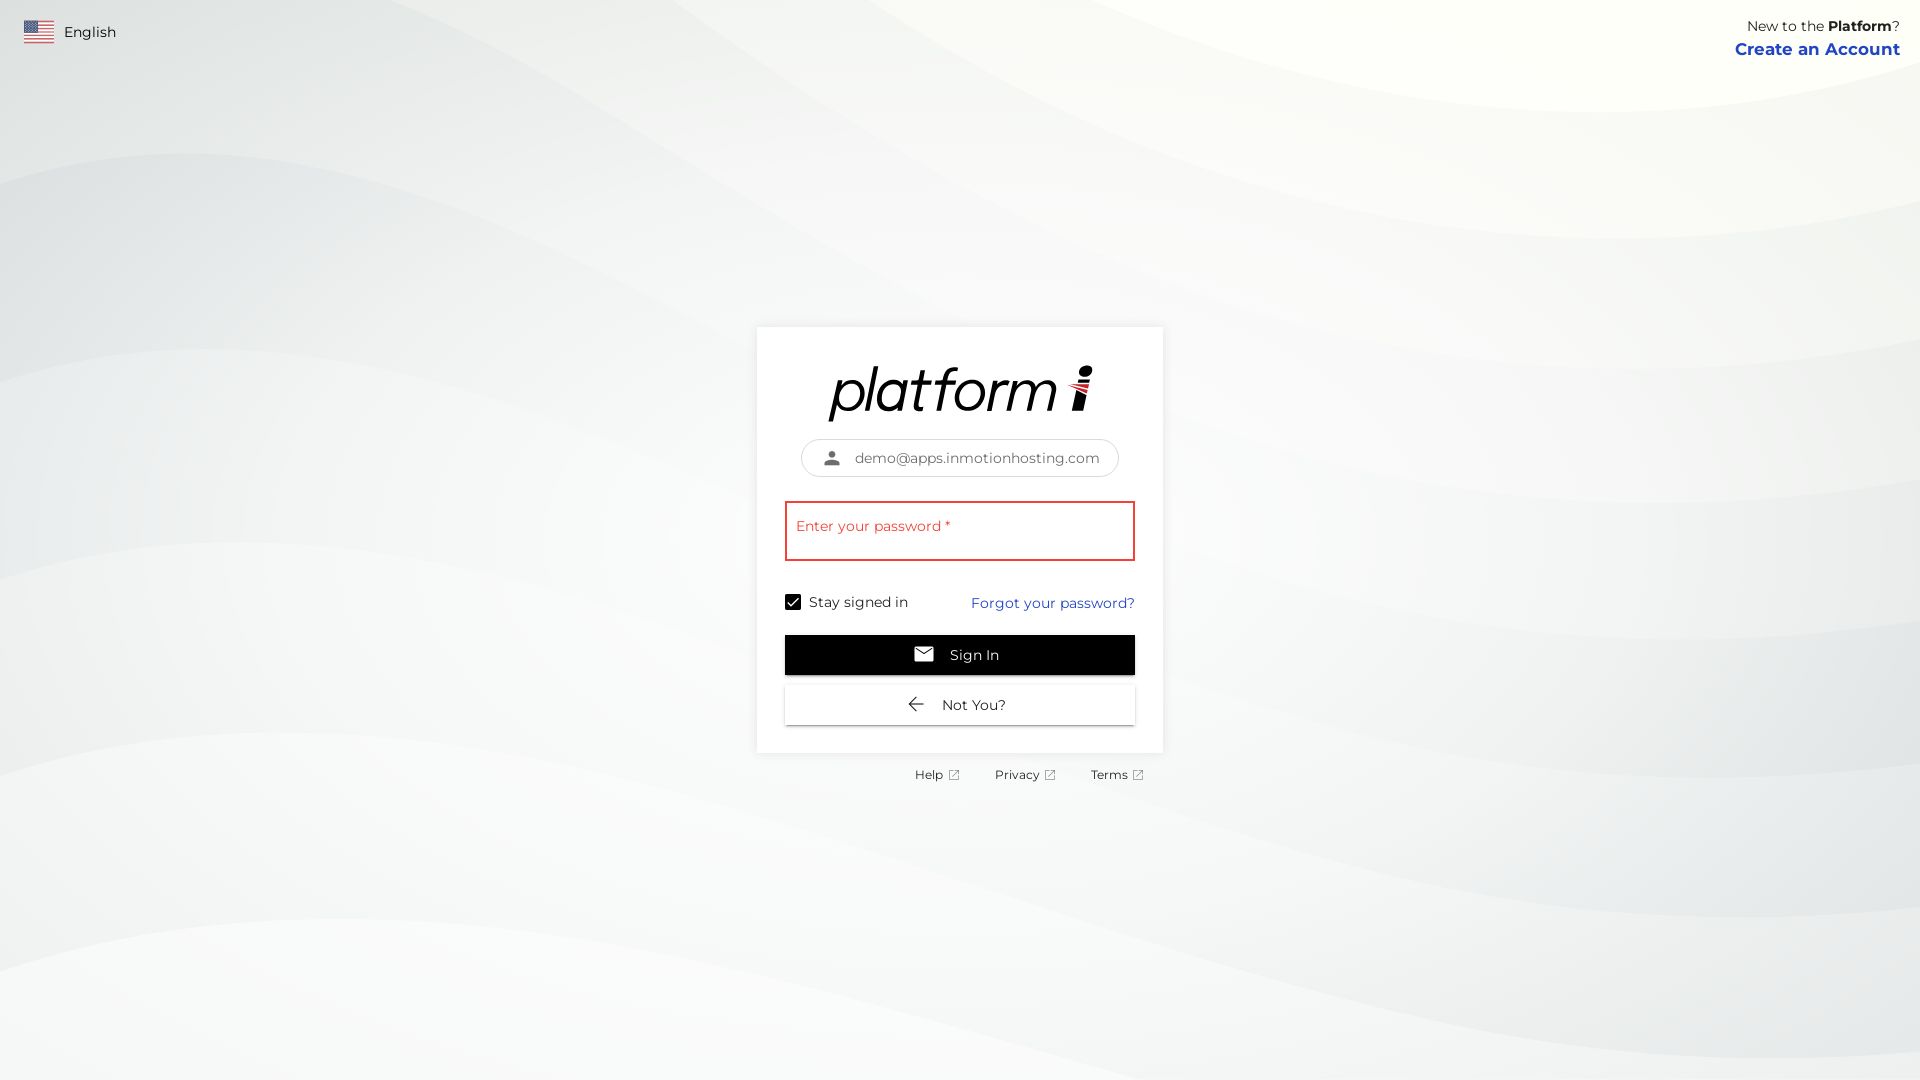 English
New to the Platform?
Create an Account
platform i
demo@apps.inmotionhosting.com
Enter your password *
Stay signed in
Forgot your password?
Sign In
Not You?
Help
Privacy
Terms